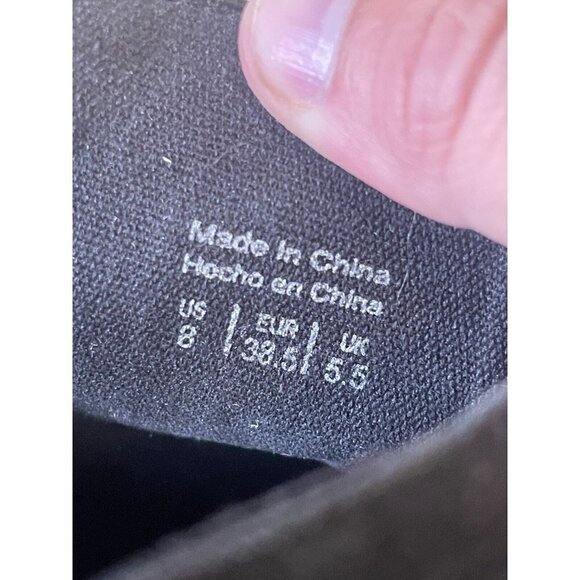 Made In China
Hecho en China
US | EUR | UK
8 | 38.5 | 5.5